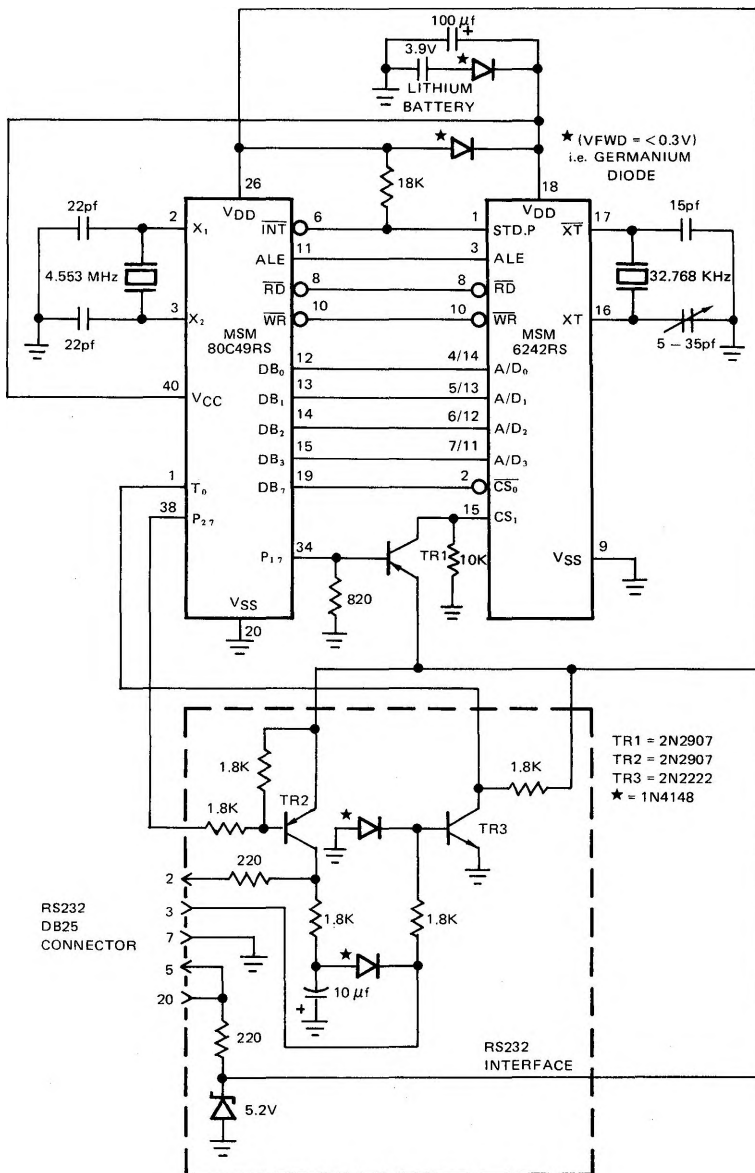 100 μf +
3.9V ★
LITHIUM
BATTERY
★
★ (VFWD = <0.3V)
i.e. GERMANIUM
DIODE
26
VDD
18K
18
VDD
22pf
2
X1
INT
6
1
STD.P
XT
17
15pf
ALE
11
3
ALE
4.553 MHz
RD
8
8
RD
32.768 KHz
3
X2
WR
10
10
WR
XT
16
22pf
MSM
80C49RS
MSM
6242RS
5 – 35pf
DB0
12
4/14
A/D0
40
VCC
DB1
13
5/13
A/D1
DB2
14
6/12
A/D2
DB3
15
7/11
A/D3
1
T0
DB7
19
2
CS0
38
P27
15
CS1
P17
34
TR1
10K
VSS
9
820
VSS
20
TR1 = 2N2907
TR2 = 2N2907
TR3 = 2N2222
★ = 1N4148
1.8K
1.8K
1.8K
TR2
★
TR3
2
220
RS232
DB25
CONNECTOR
3
1.8K
1.8K
7
★
5
10 μf
+
20
220
RS232
INTERFACE
5.2V